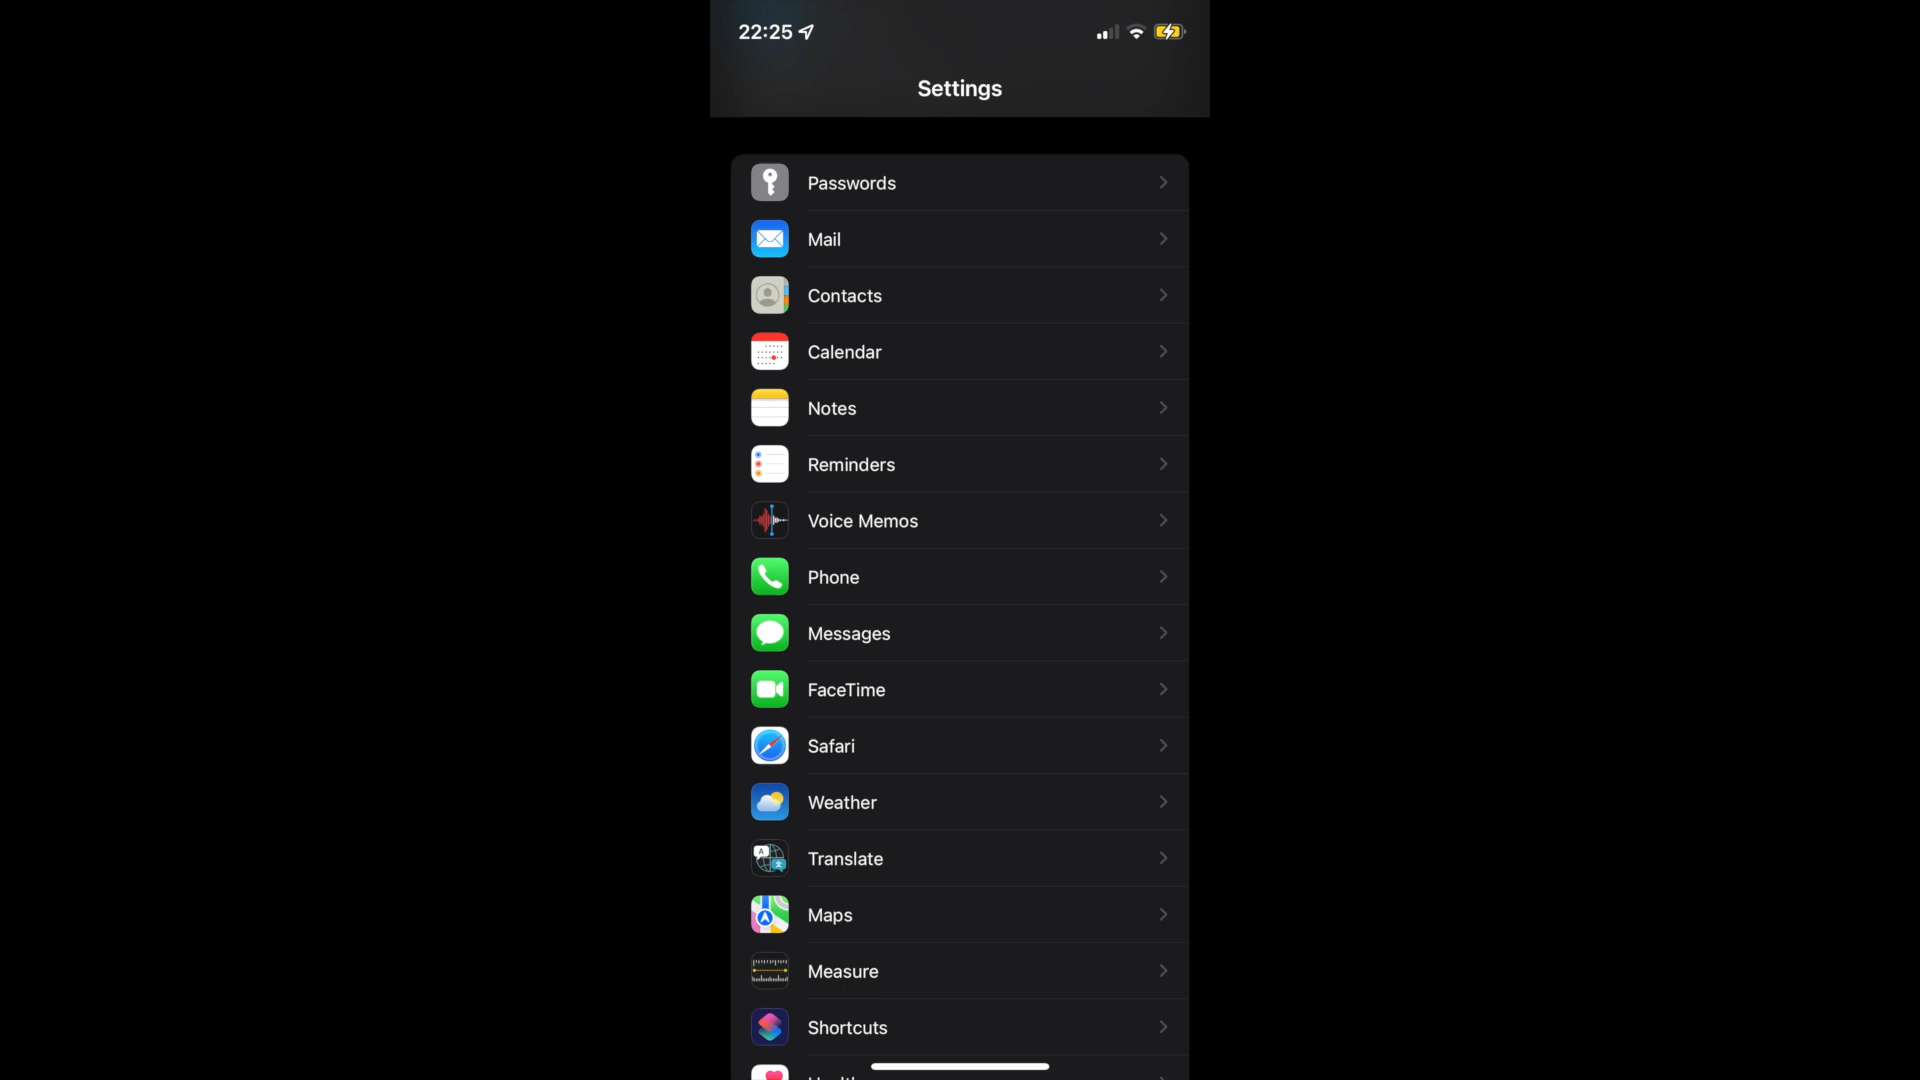 22:25
Settings
Passwords
Mail
Contacts
Calendar
Notes
Reminders
Voice Memos
Phone
Messages
FaceTime
Safari
Weather
Translate
Maps
Measure
Shortcuts